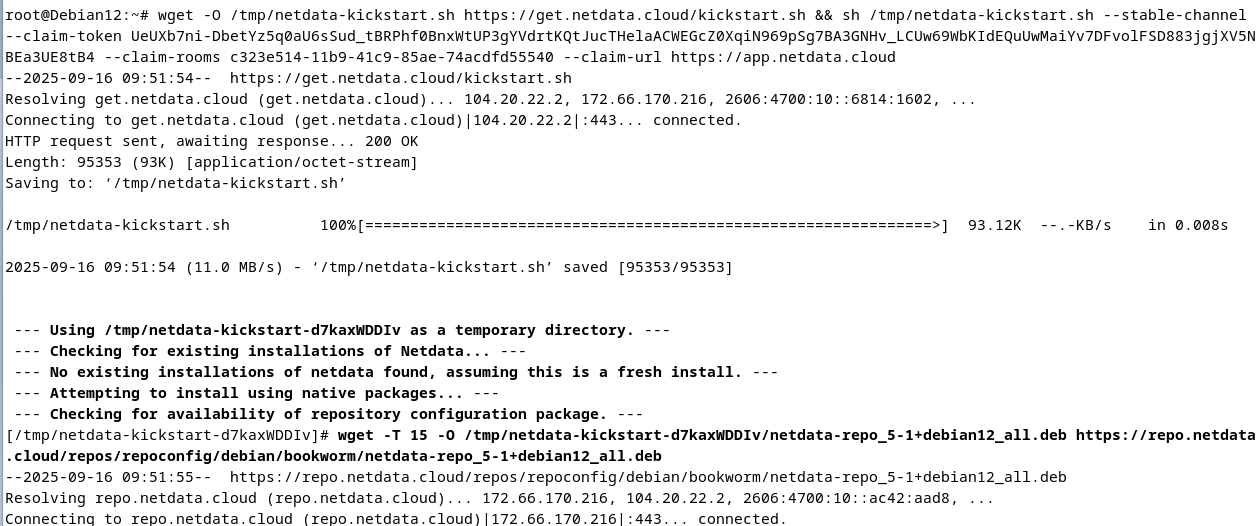 root@Debian12:~# wget -O /tmp/netdata-kickstart.sh https://get.netdata.cloud/kickstart.sh && sh /tmp/netdata-kickstart.sh --stable-channel
--claim-token UeUXb7ni-DbetYz5q0aU6sSud_tBRPhf0BnxWtUP3gYVdrtKQtJucTHelaACWEGcZ0XqiN969pSg7BA3GNHv_LCUw69WbKIdEQuUwMaiYv7DFvolFSD883jgjXV5N
BEa3UE8tB4 --claim-rooms c323e514-11b9-41c9-85ae-74acdfd55540 --claim-url https://app.netdata.cloud
--2025-09-16 09:51:54--  https://get.netdata.cloud/kickstart.sh
Resolving get.netdata.cloud (get.netdata.cloud)... 104.20.22.2, 172.66.170.216, 2606:4700:10::6814:1602, ...
Connecting to get.netdata.cloud (get.netdata.cloud)|104.20.22.2|:443... connected.
HTTP request sent, awaiting response... 200 OK
Length: 95353 (93K) [application/octet-stream]
Saving to: ‘/tmp/netdata-kickstart.sh’
/tmp/netdata-kickstart.sh          100%[===============================================================>]  93.12K  --.-KB/s    in 0.008s
2025-09-16 09:51:54 (11.0 MB/s) - ‘/tmp/netdata-kickstart.sh’ saved [95353/95353]
--- Using /tmp/netdata-kickstart-d7kaxWDDIv as a temporary directory. ---
--- Checking for existing installations of Netdata... ---
--- No existing installations of netdata found, assuming this is a fresh install. ---
--- Attempting to install using native packages... ---
--- Checking for availability of repository configuration package. ---
[/tmp/netdata-kickstart-d7kaxWDDIv]# wget -T 15 -O /tmp/netdata-kickstart-d7kaxWDDIv/netdata-repo_5-1+debian12_all.deb https://repo.netdata
.cloud/repos/repoconfig/debian/bookworm/netdata-repo_5-1+debian12_all.deb
--2025-09-16 09:51:55--  https://repo.netdata.cloud/repos/repoconfig/debian/bookworm/netdata-repo_5-1+debian12_all.deb
Resolving repo.netdata.cloud (repo.netdata.cloud)... 172.66.170.216, 104.20.22.2, 2606:4700:10::ac42:aad8, ...
Connecting to repo.netdata.cloud (repo.netdata.cloud)|172.66.170.216|:443... connected.